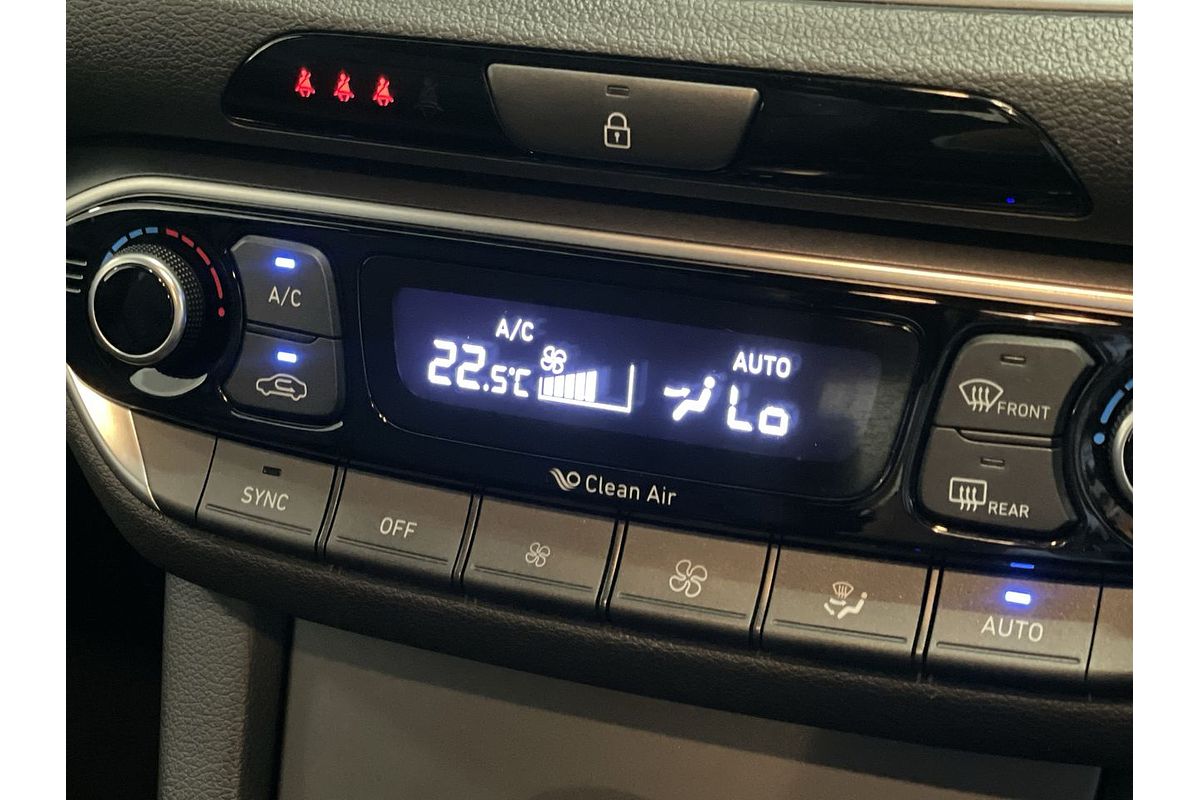 A/C
A/C
AUTO
22.5°C
Lo
FRONT
REAR
Clean Air
SYNC
OFF
AUTO